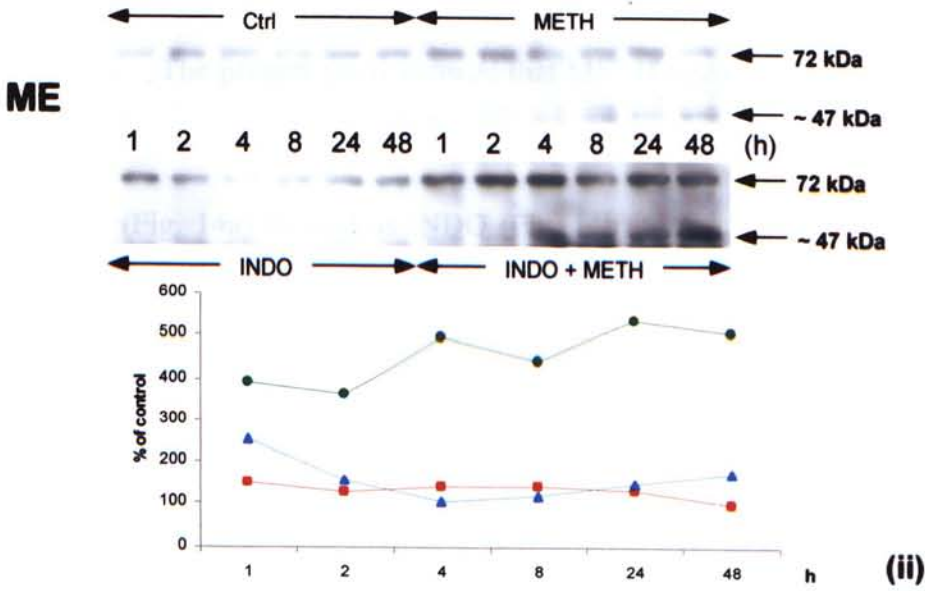 Ctrl METH
72 kDa
ME
~ 47 kDa
1 2 4 8 24 48 1 2 4 8 24 48 (h)
72 kDa
~ 47 kDa
INDO INDO + METH
600
500
400
300
200
100
0
% of control
1 2 4 8 24 48 h
(ii)